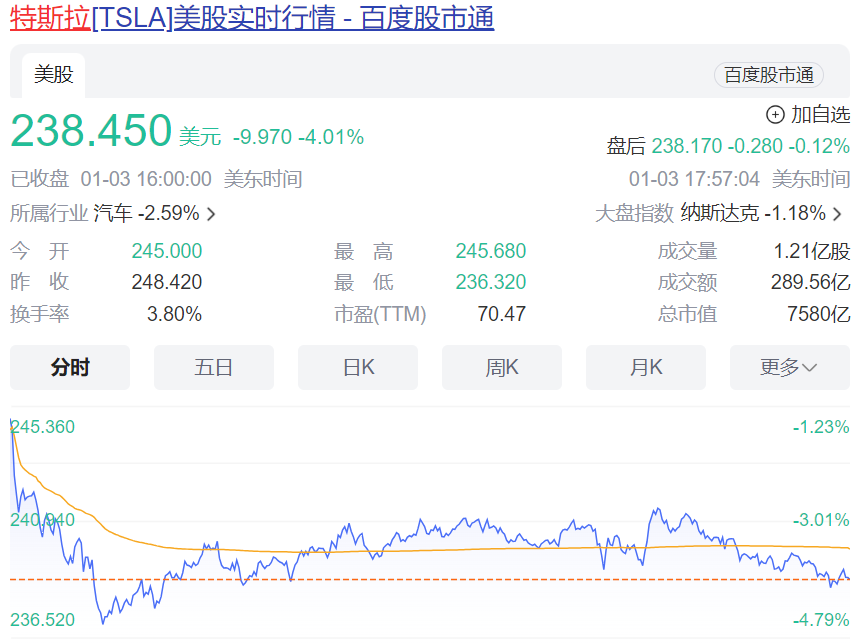 特斯拉[TSLA]美股实时行情 - 百度股市通
美股
百度股市通
238.450 美元 -9.970 -4.01%
加自选
盘后 238.170 -0.280 -0.12%
已收盘 01-03 16:00:00 美东时间
01-03 17:57:04 美东时间
所属行业 汽车 -2.59%
大盘指数 纳斯达克 -1.18%
今 开 245.000 最 高 245.680 成交量 1.21亿股
昨 收 248.420 最 低 236.320 成交额 289.56亿
换手率 3.80% 市盈(TTM) 70.47 总市值 7580亿
分时 五日 日K 周K 月K 更多
245.360 -1.23%
240.940 -3.01%
236.520 -4.79%